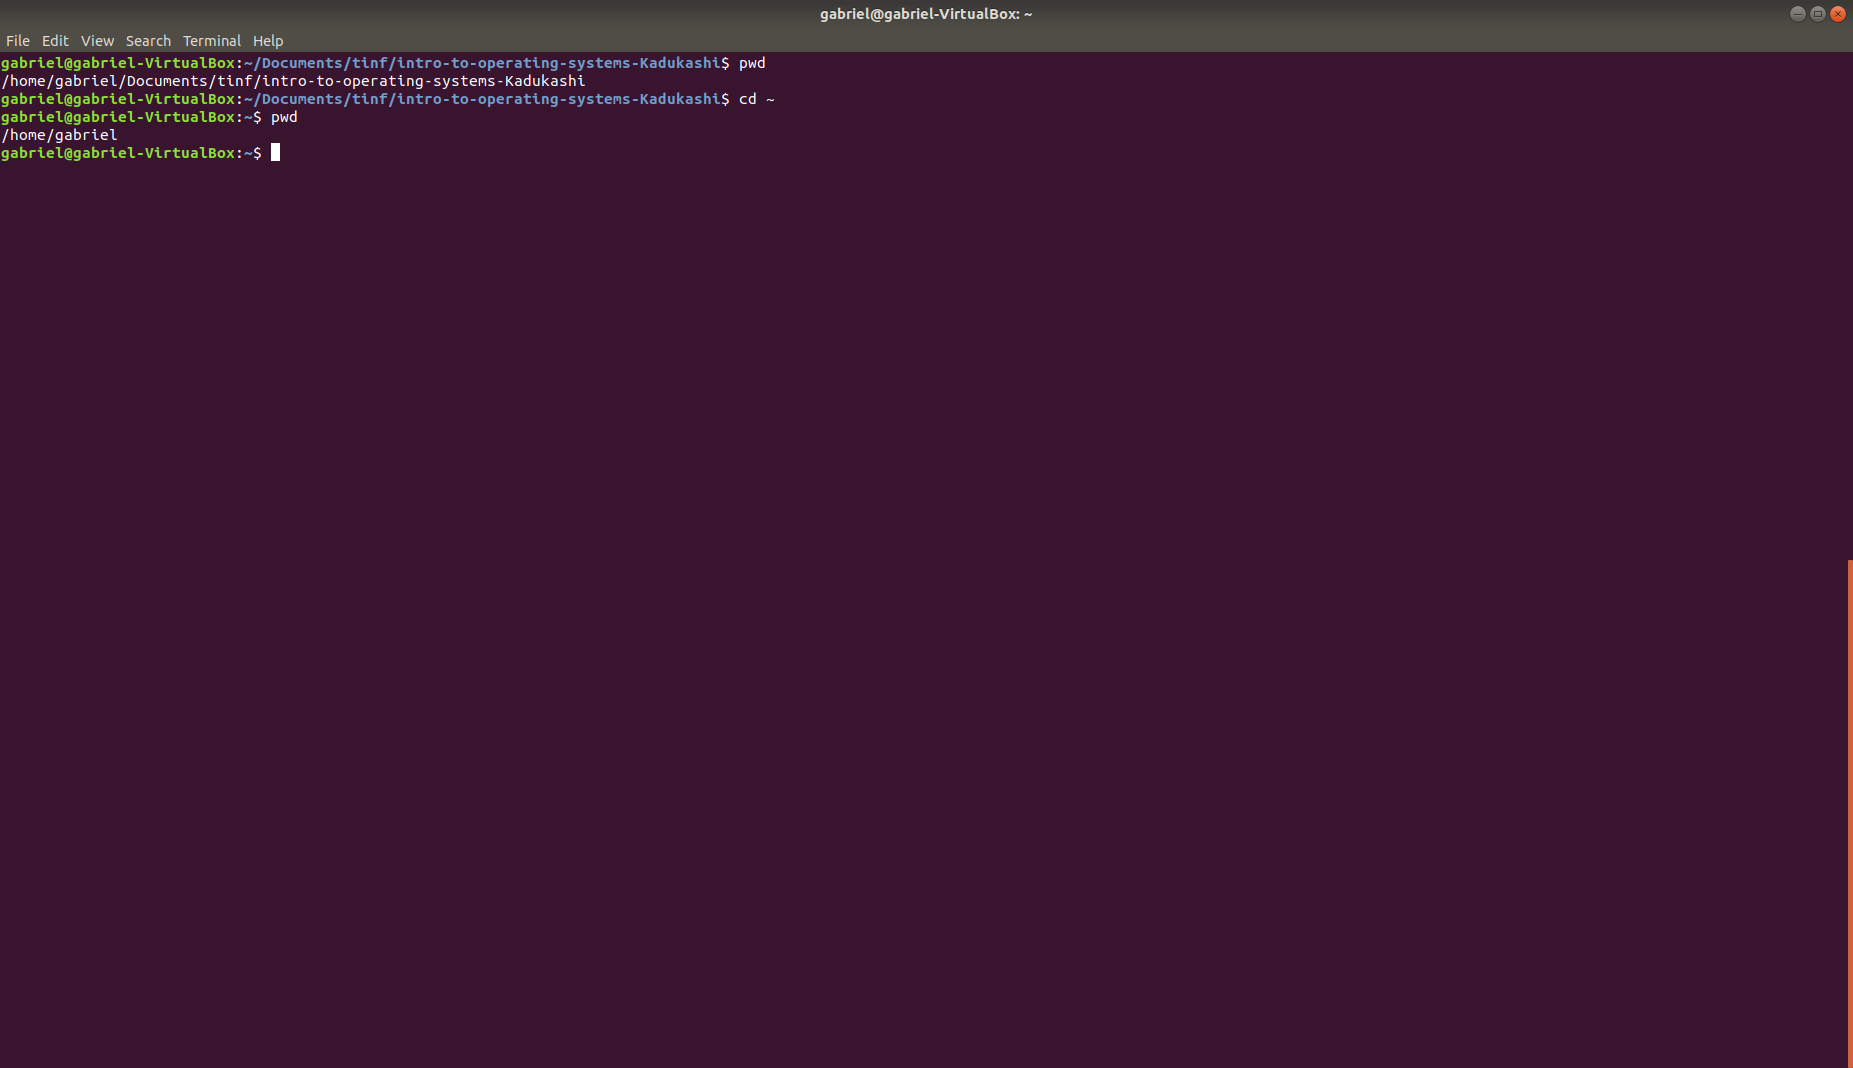 gabriel@gabriel-VirtualBox: ~
File Edit View Search Terminal Help
gabriel@gabriel-VirtualBox:~/Documents/tinf/intro-to-operating-systems-Kadukashi$ pwd
/home/gabriel/Documents/tinf/intro-to-operating-systems-Kadukashi
gabriel@gabriel-VirtualBox:~/Documents/tinf/intro-to-operating-systems-Kadukashi$ cd ~
gabriel@gabriel-VirtualBox:~$ pwd
/home/gabriel
gabriel@gabriel-VirtualBox:~$